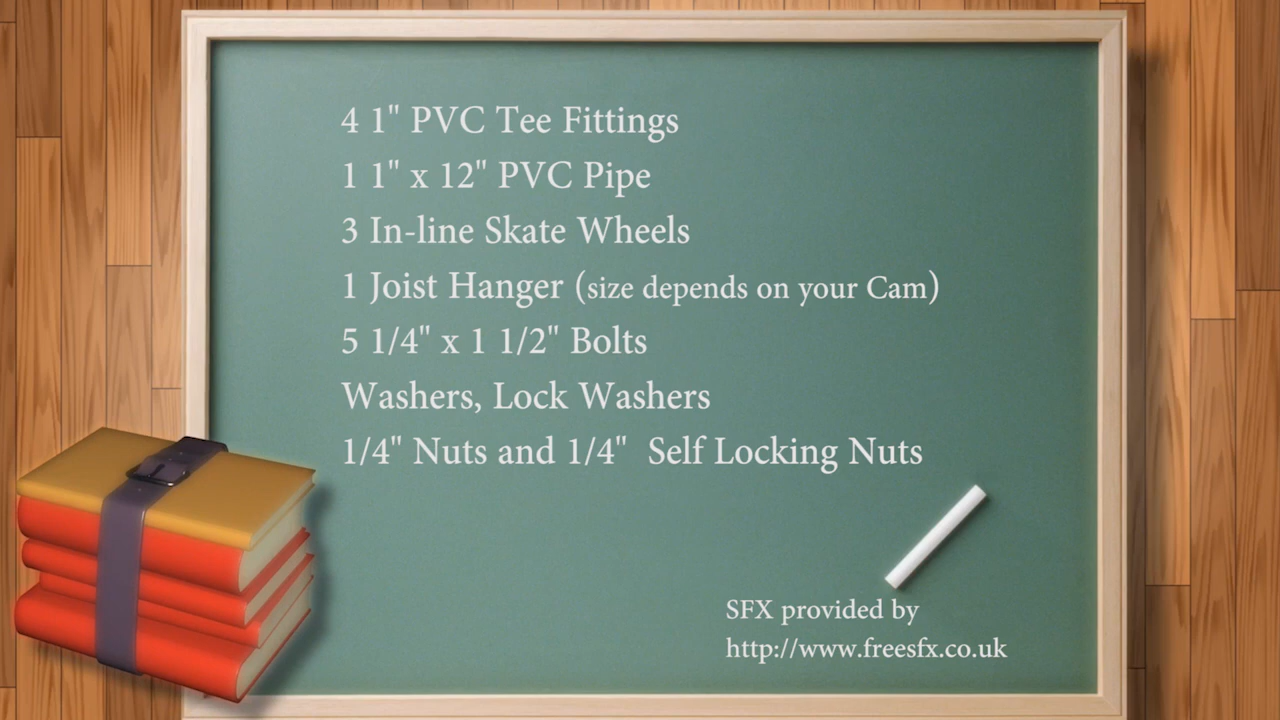 4 1" PVC Tee Fittings
1 1" x 12" PVC Pipe
3 In-line Skate Wheels
1 Joist Hanger (size depends on your Cam)
5 1/4" x 1 1/2" Bolts
Washers, Lock Washers
1/4" Nuts and 1/4"  Self Locking Nuts
SFX provided by
http://www.freesfx.co.uk